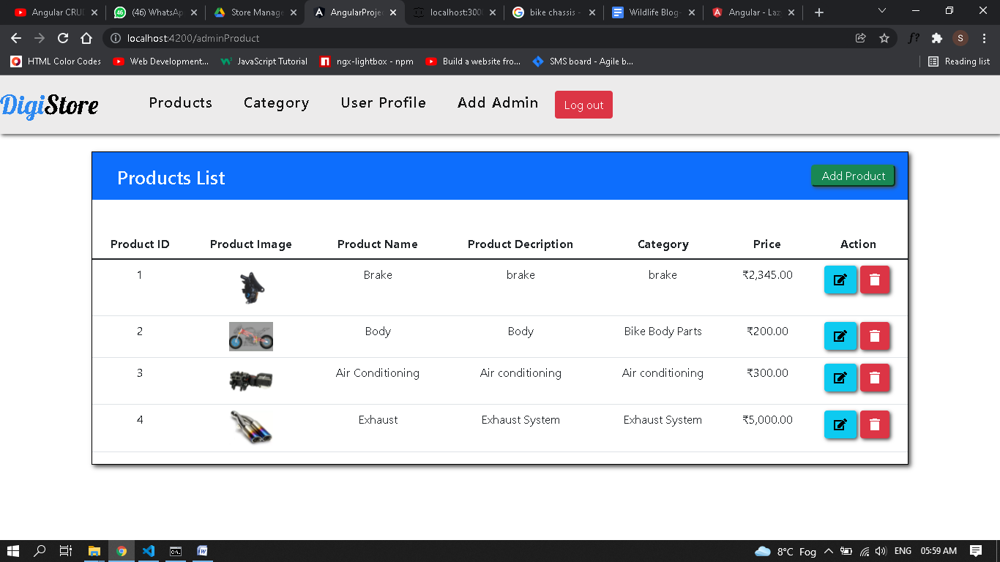 Angular CRU
(46) WhatsAp
Store Manage
AngularProje
localhost:300
bike chassis -
Wildlife Blog-
Angular - Laz
localhost:4200/adminProduct
f?
S
HTML Color Codes
Web Development...
JavaScript Tutorial
ngx-lightbox - npm
Build a website fro...
SMS board - Agile b...
Reading list
DigiStore
Products
Category
User Profile
Add Admin
Log out
Products List
Add Product
Product ID Product Image Product Name Product Decription Category Price Action
1 Brake brake brake ₹2,345.00
2 Body Body Bike Body Parts ₹200.00
3 Air Conditioning Air conditioning Air conditioning ₹300.00
4 Exhaust Exhaust System Exhaust System ₹5,000.00
8°C Fog
ENG
05:59 AM